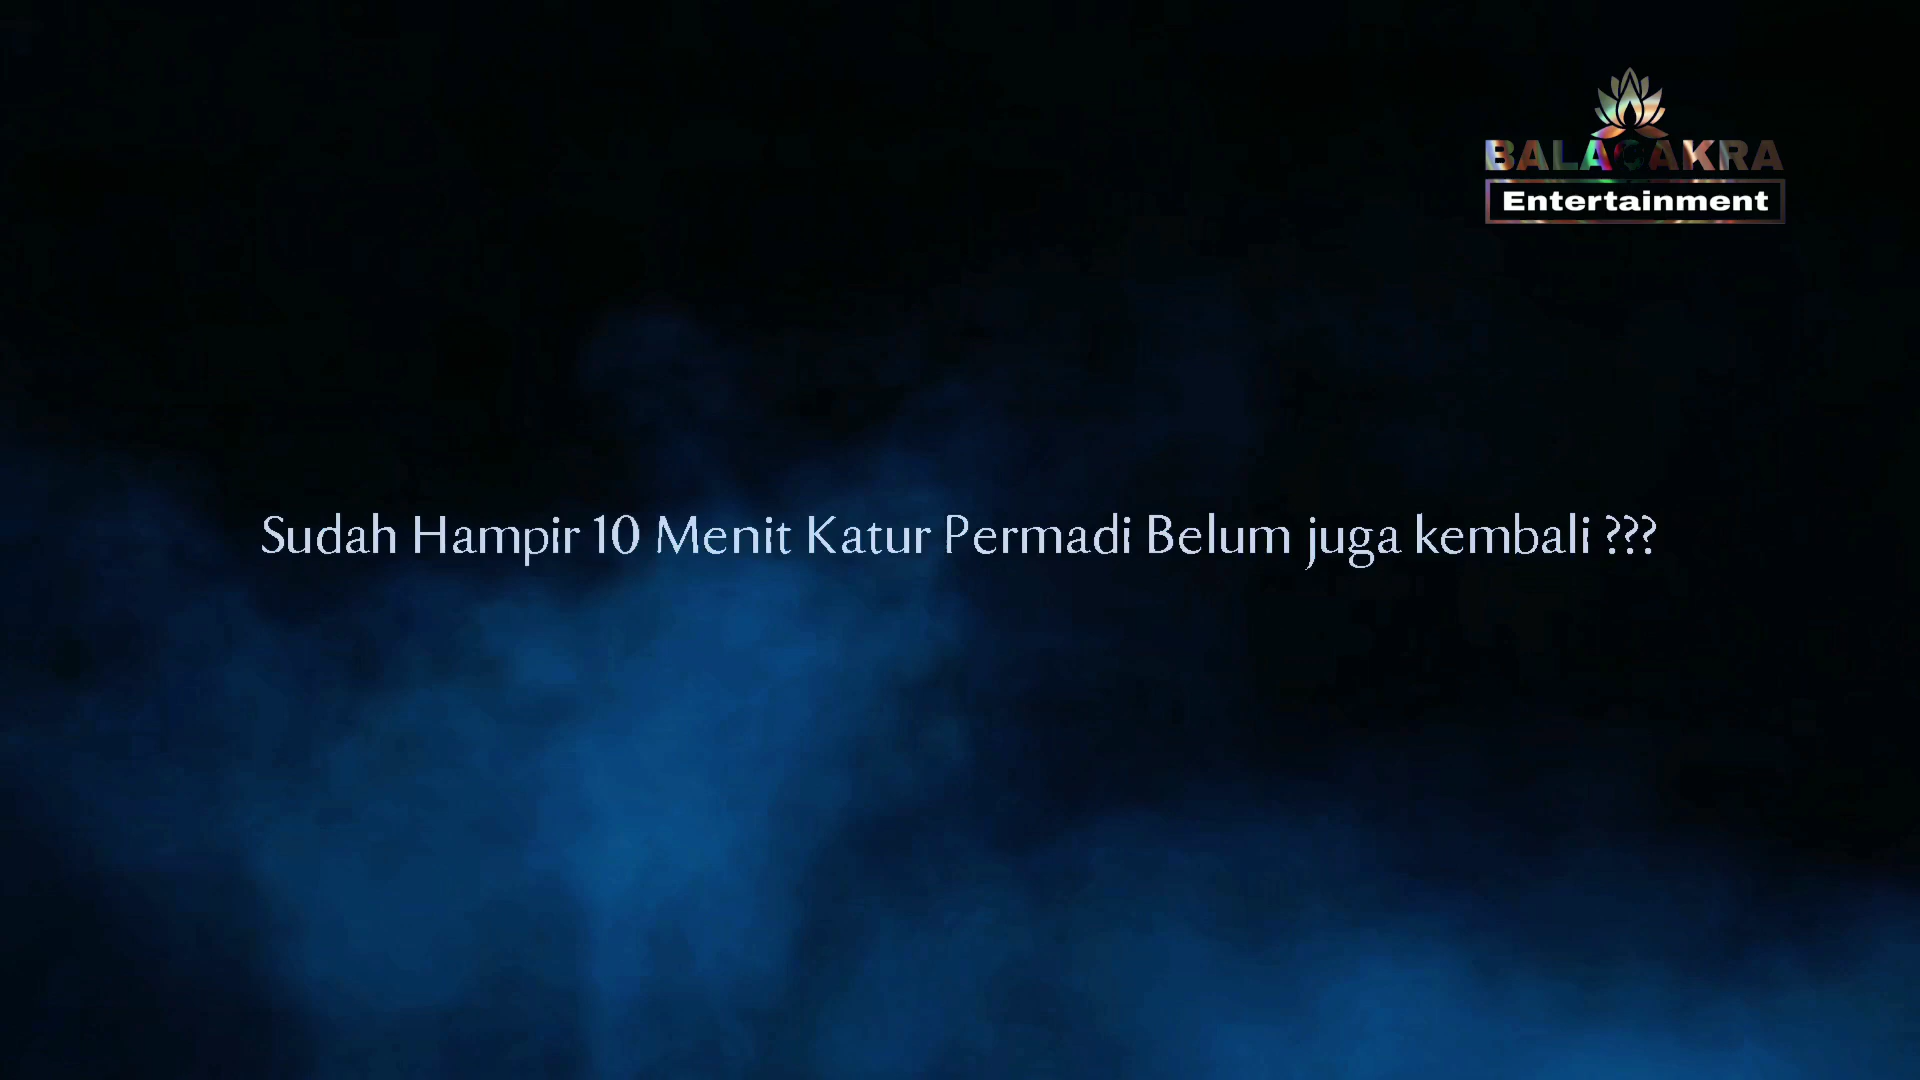 BALACAKRA
Entertainment
Sudah Hampir 10 Menit Katur Permadi Belum juga kembali ???